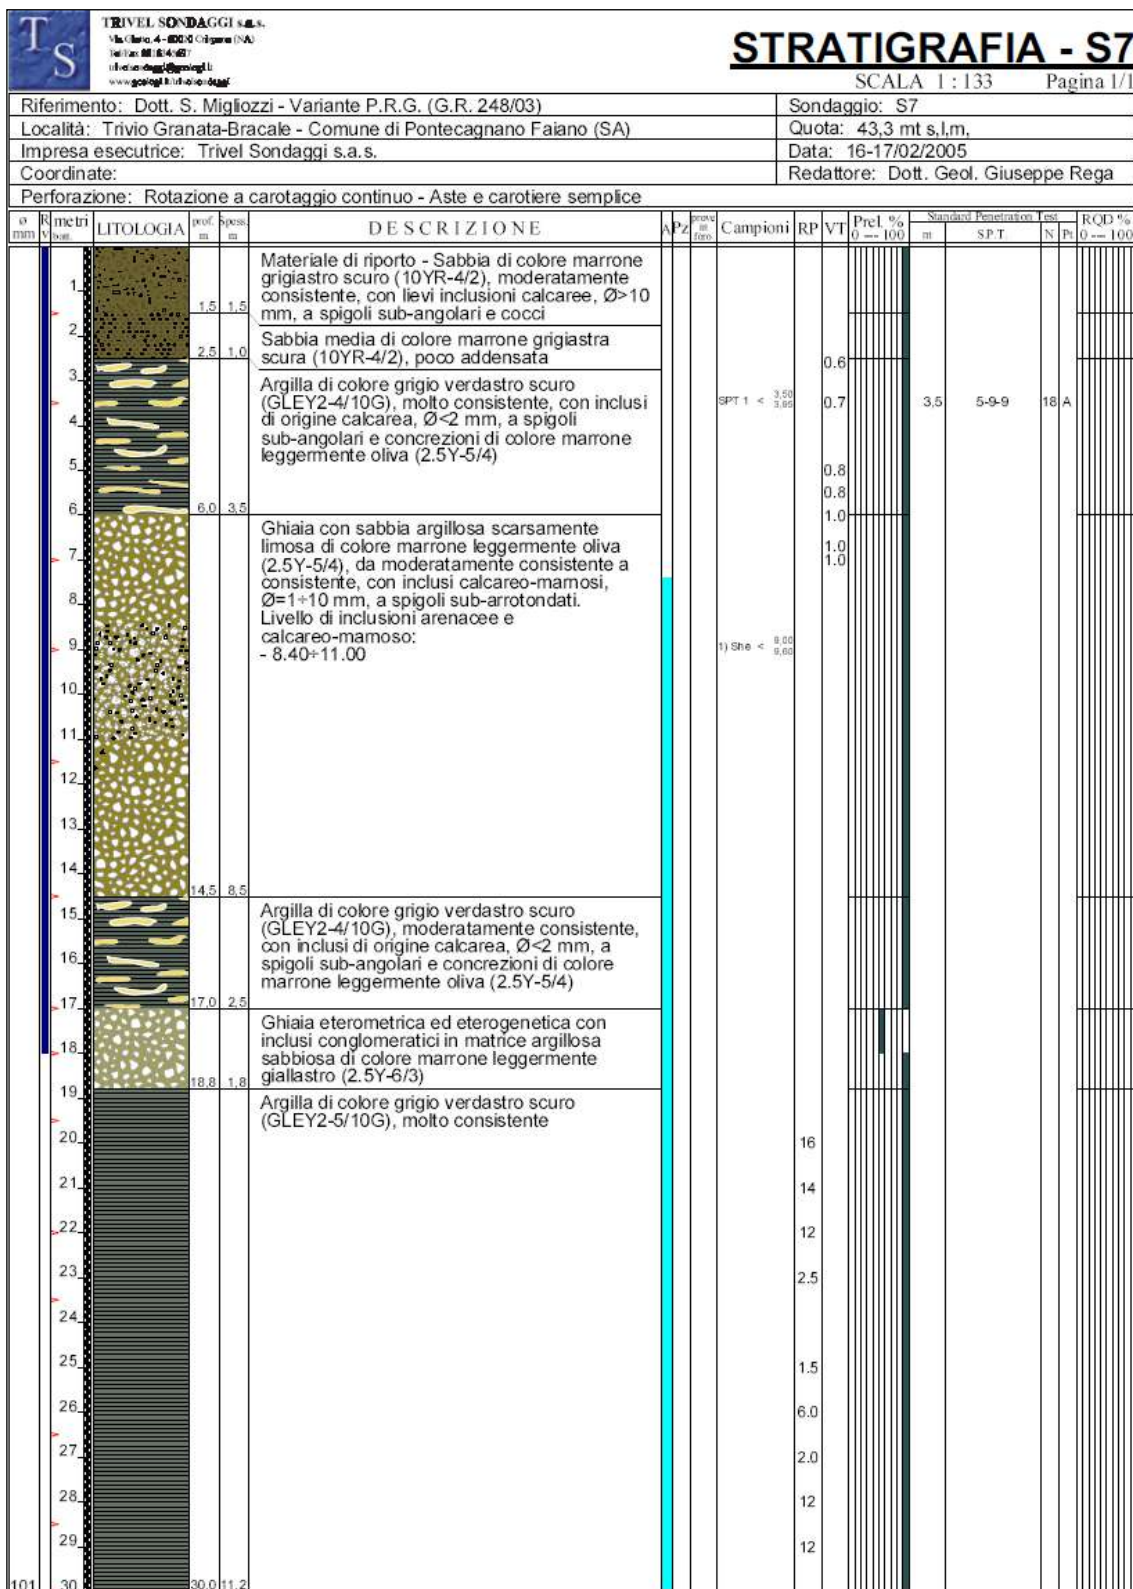 TS
TRIVEL SONDAGGI s.a.s.
STRATIGRAFIA - S7
SCALA 1 : 133 Pagina 1/1
Riferimento: Dott. S. Migliozzi - Variante P.R.G. (G.R. 248/03)
Sondaggio: S7
Località: Trivio Granata-Bracale - Comune di Pontecagnano Faiano (SA)
Quota: 43,3 mt s,l,m,
Impresa esecutrice: Trivel Sondaggi s.a.s.
Data: 16-17/02/2005
Coordinate:
Redattore: Dott. Geol. Giuseppe Rega
Perforazione: Rotazione a carotaggio continuo - Aste e carotiere semplice
ø mm R v metri batt. LITOLOGIA prof. m Spess. m DESCRIZIONE A Pz prove in foro Campioni RP VT Prel. % 0 --- 100 Standard Penetration Test m S.P.T. N Pt RQD % 0 --- 100
Materiale di riporto - Sabbia di colore marrone
grigiastro scuro (10YR-4/2), moderatamente
1
consistente, con lievi inclusioni calcaree, Ø>10
1,5 1,5
mm, a spigoli sub-angolari e cocci
2
Sabbia media di colore marrone grigiastra
2,5 1,0
scura (10YR-4/2), poco addensata
0.6
3
Argilla di colore grigio verdastro scuro
(GLEY2-4/10G), molto consistente, con inclusi
SPT 1 < 3,50 3,95
0.7
3,5 5-9-9 18 A
4
di origine calcarea, Ø<2 mm, a spigoli
sub-angolari e concrezioni di colore marrone
leggermente oliva (2.5Y-5/4)
5
0.8
0.8
6
6,0 3,5
1.0
Ghiaia con sabbia argillosa scarsamente
limosa di colore marrone leggermente oliva
1.0
7
(2.5Y-5/4), da moderatamente consistente a
1.0
consistente, con inclusi calcareo-marnosi,
8
Ø=1÷10 mm, a spigoli sub-arrotondati.
Livello di inclusioni arenacee e
calcareo-marnoso:
9
1) She < 9,00 9,60
- 8.40÷11.00
10
11
12
13
14
14,5 8,5
15
Argilla di colore grigio verdastro scuro
(GLEY2-4/10G), moderatamente consistente,
con inclusi di origine calcarea, Ø<2 mm, a
16
spigoli sub-angolari e concrezioni di colore
marrone leggermente oliva (2.5Y-5/4)
17
17,0 2,5
Ghiaia eterometrica ed eterogenetica con
inclusi conglomeratici in matrice argillosa
18
sabbiosa di colore marrone leggermente
giallastro (2.5Y-6/3)
18,8 1,8
19
Argilla di colore grigio verdastro scuro
(GLEY2-5/10G), molto consistente
20
16
21
14
22
12
23
2.5
24
25
1.5
26
6.0
27
2.0
28
12
29
12
101 30 30,0 11,2